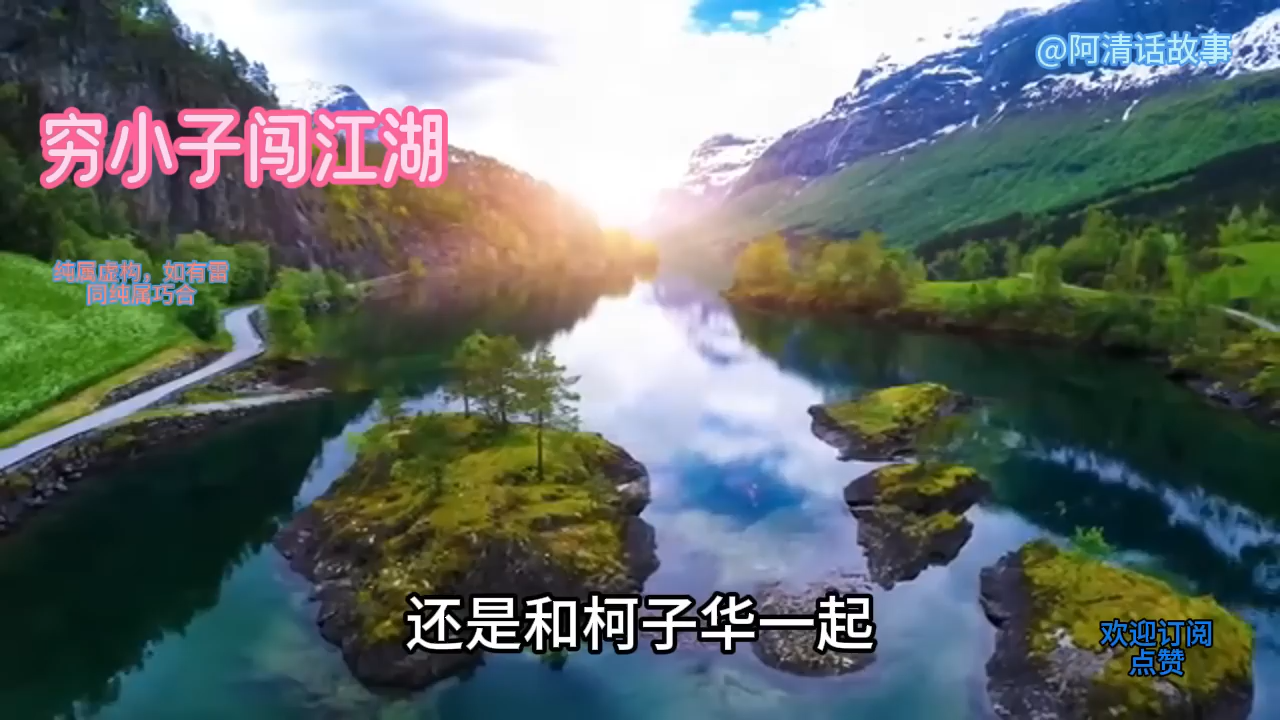 @阿清话故事
穷小子闯江湖
纯属虚构，如有雷
同纯属巧合
还是和柯子华一起
欢迎订阅
点赞